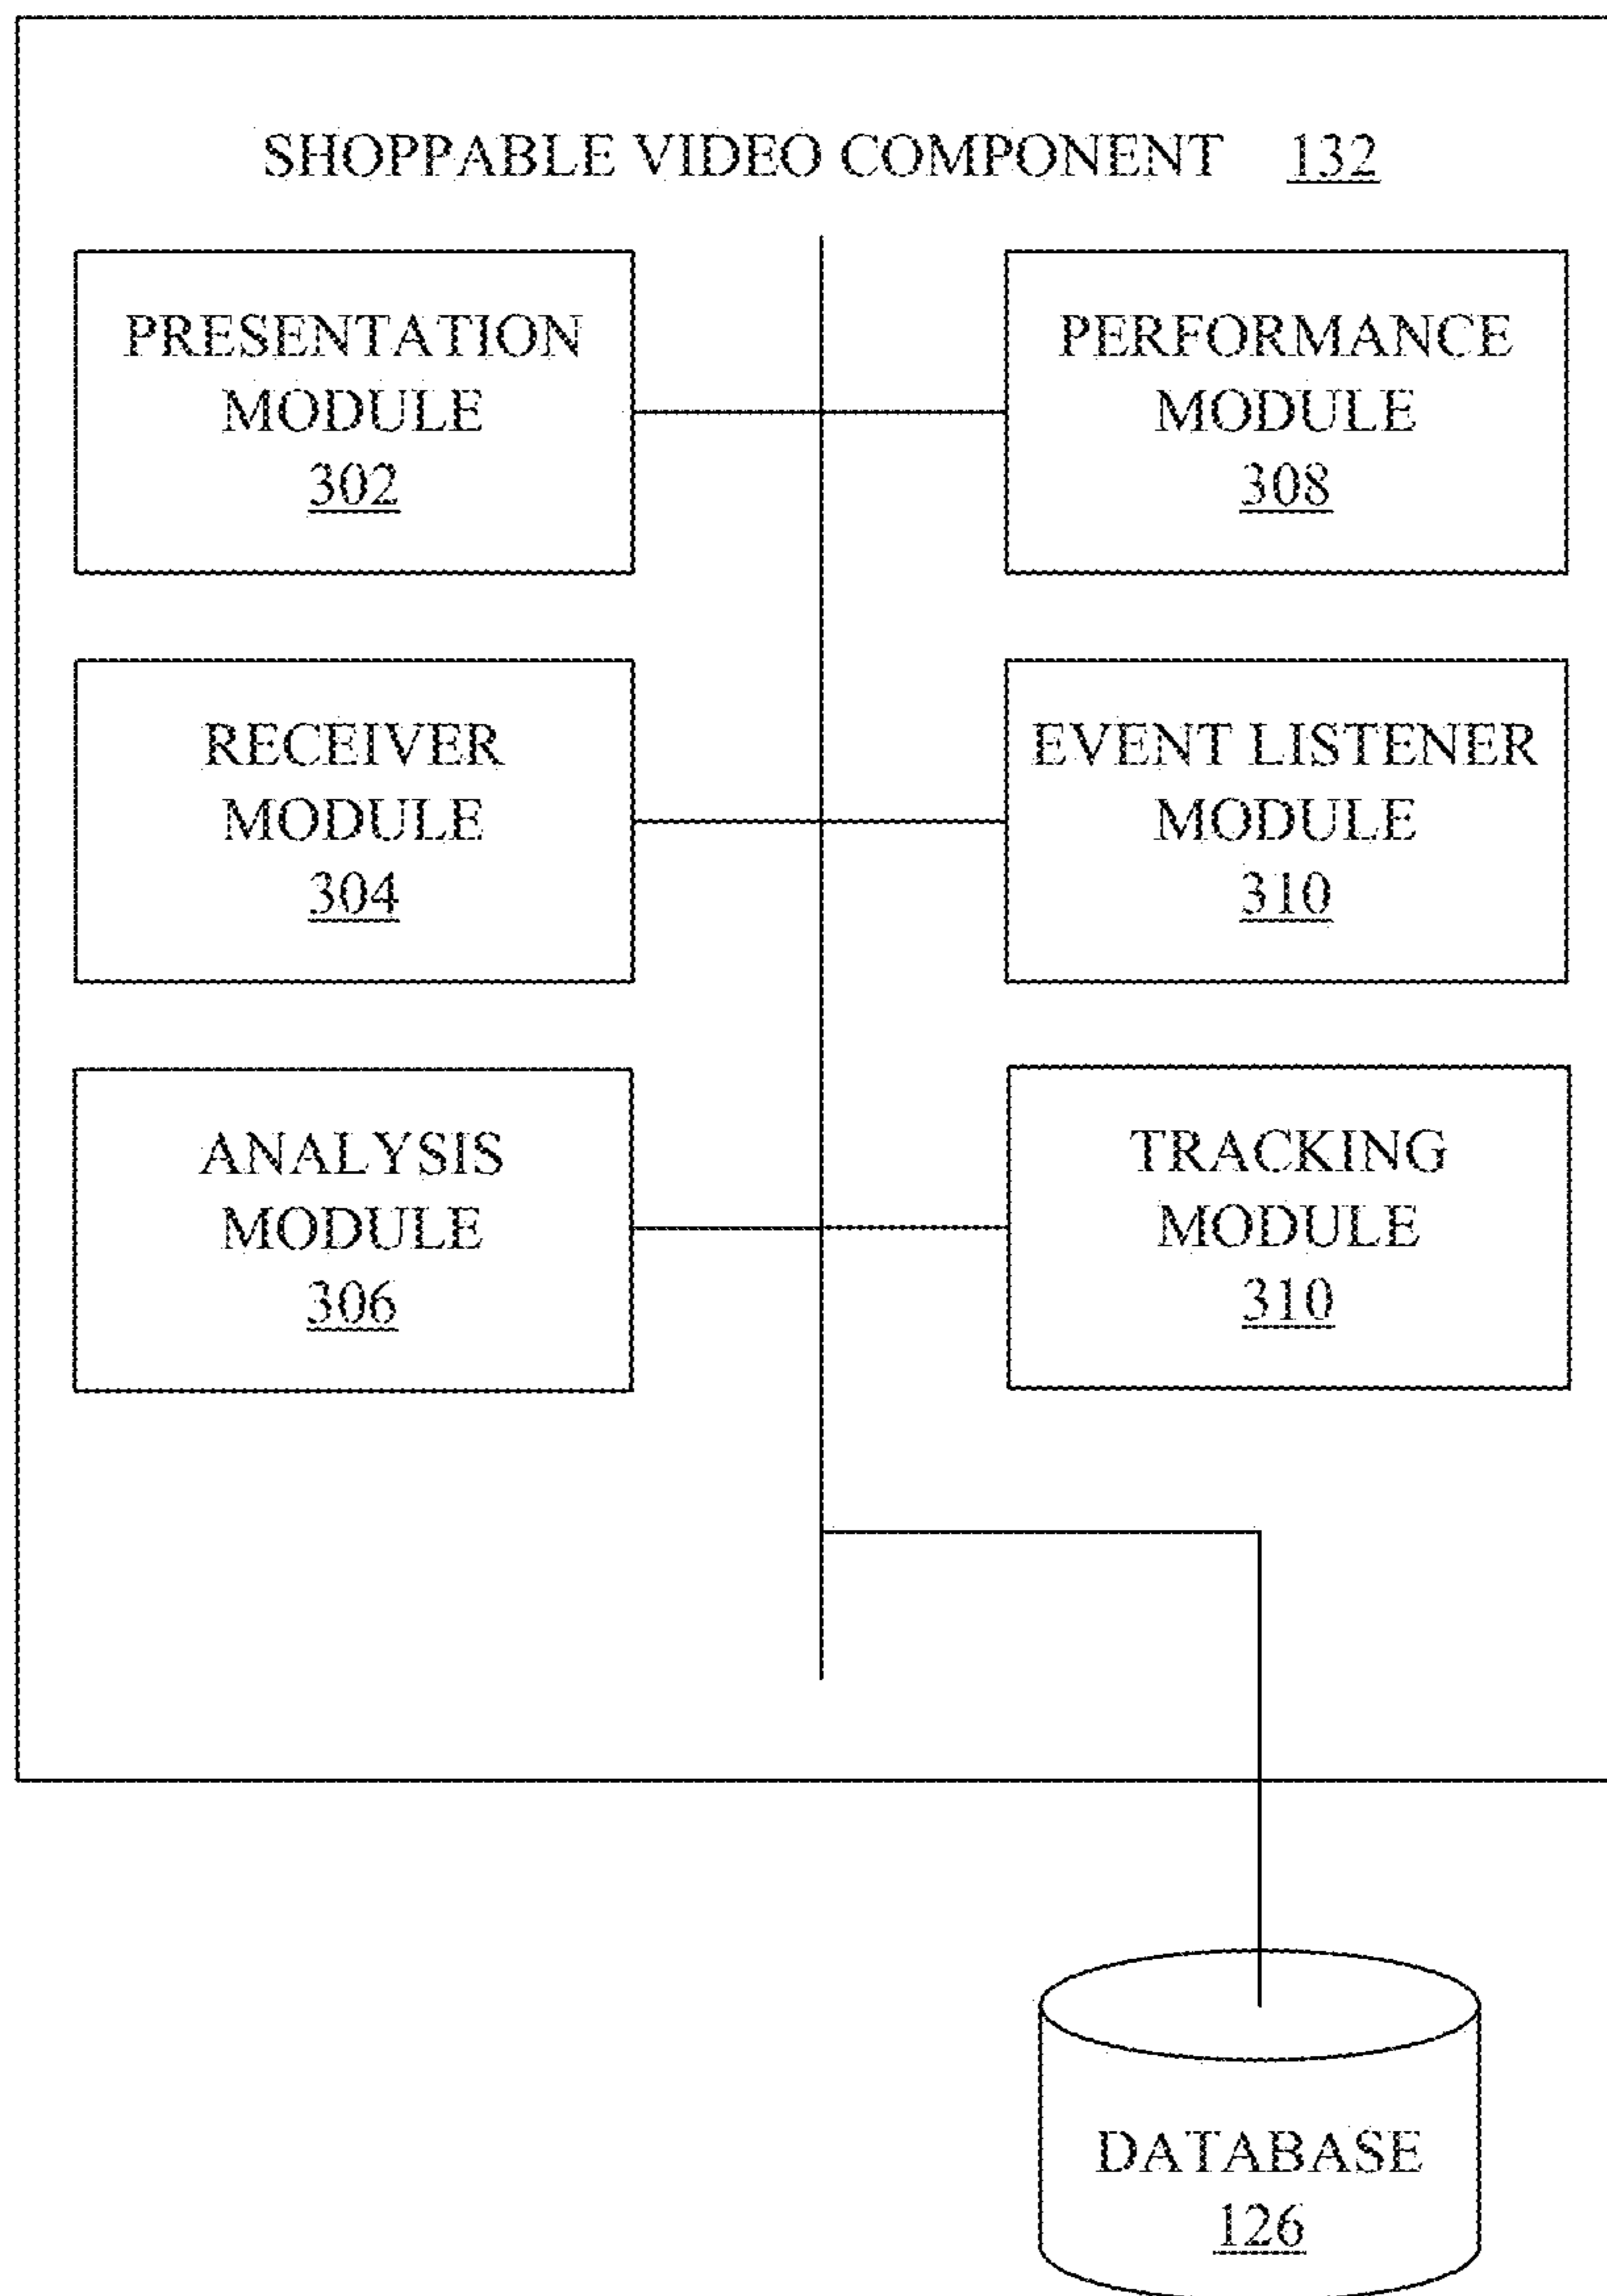 SHOPPABLE VIDEO COMPONENT 132
PRESENTATION
MODULE
302
PERFORMANCE
MODULE
308
RECEIVER
MODULE
304
EVENT LISTENER
MODULE
310
ANALYSIS
MODULE
306
TRACKING
MODULE
310
DATABASE
126